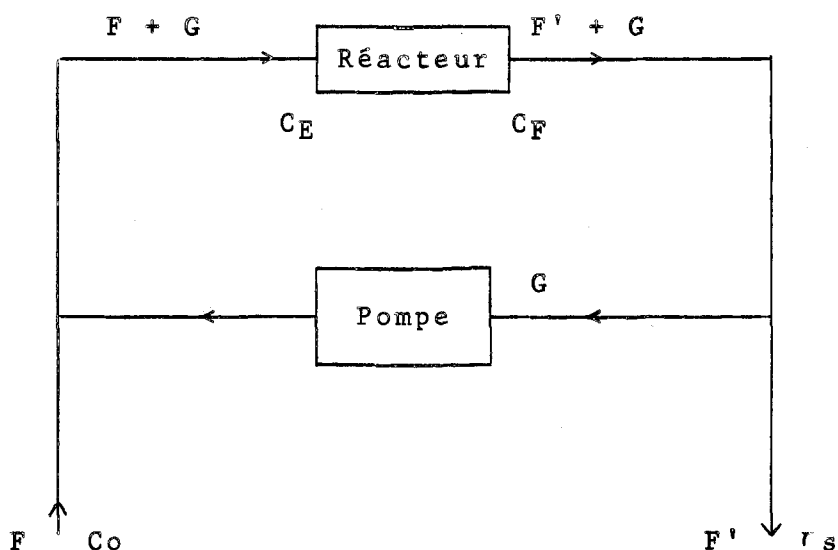 F + G
F' + G
Réacteur
C_E
C_F
G
Pompe
F Co
F'